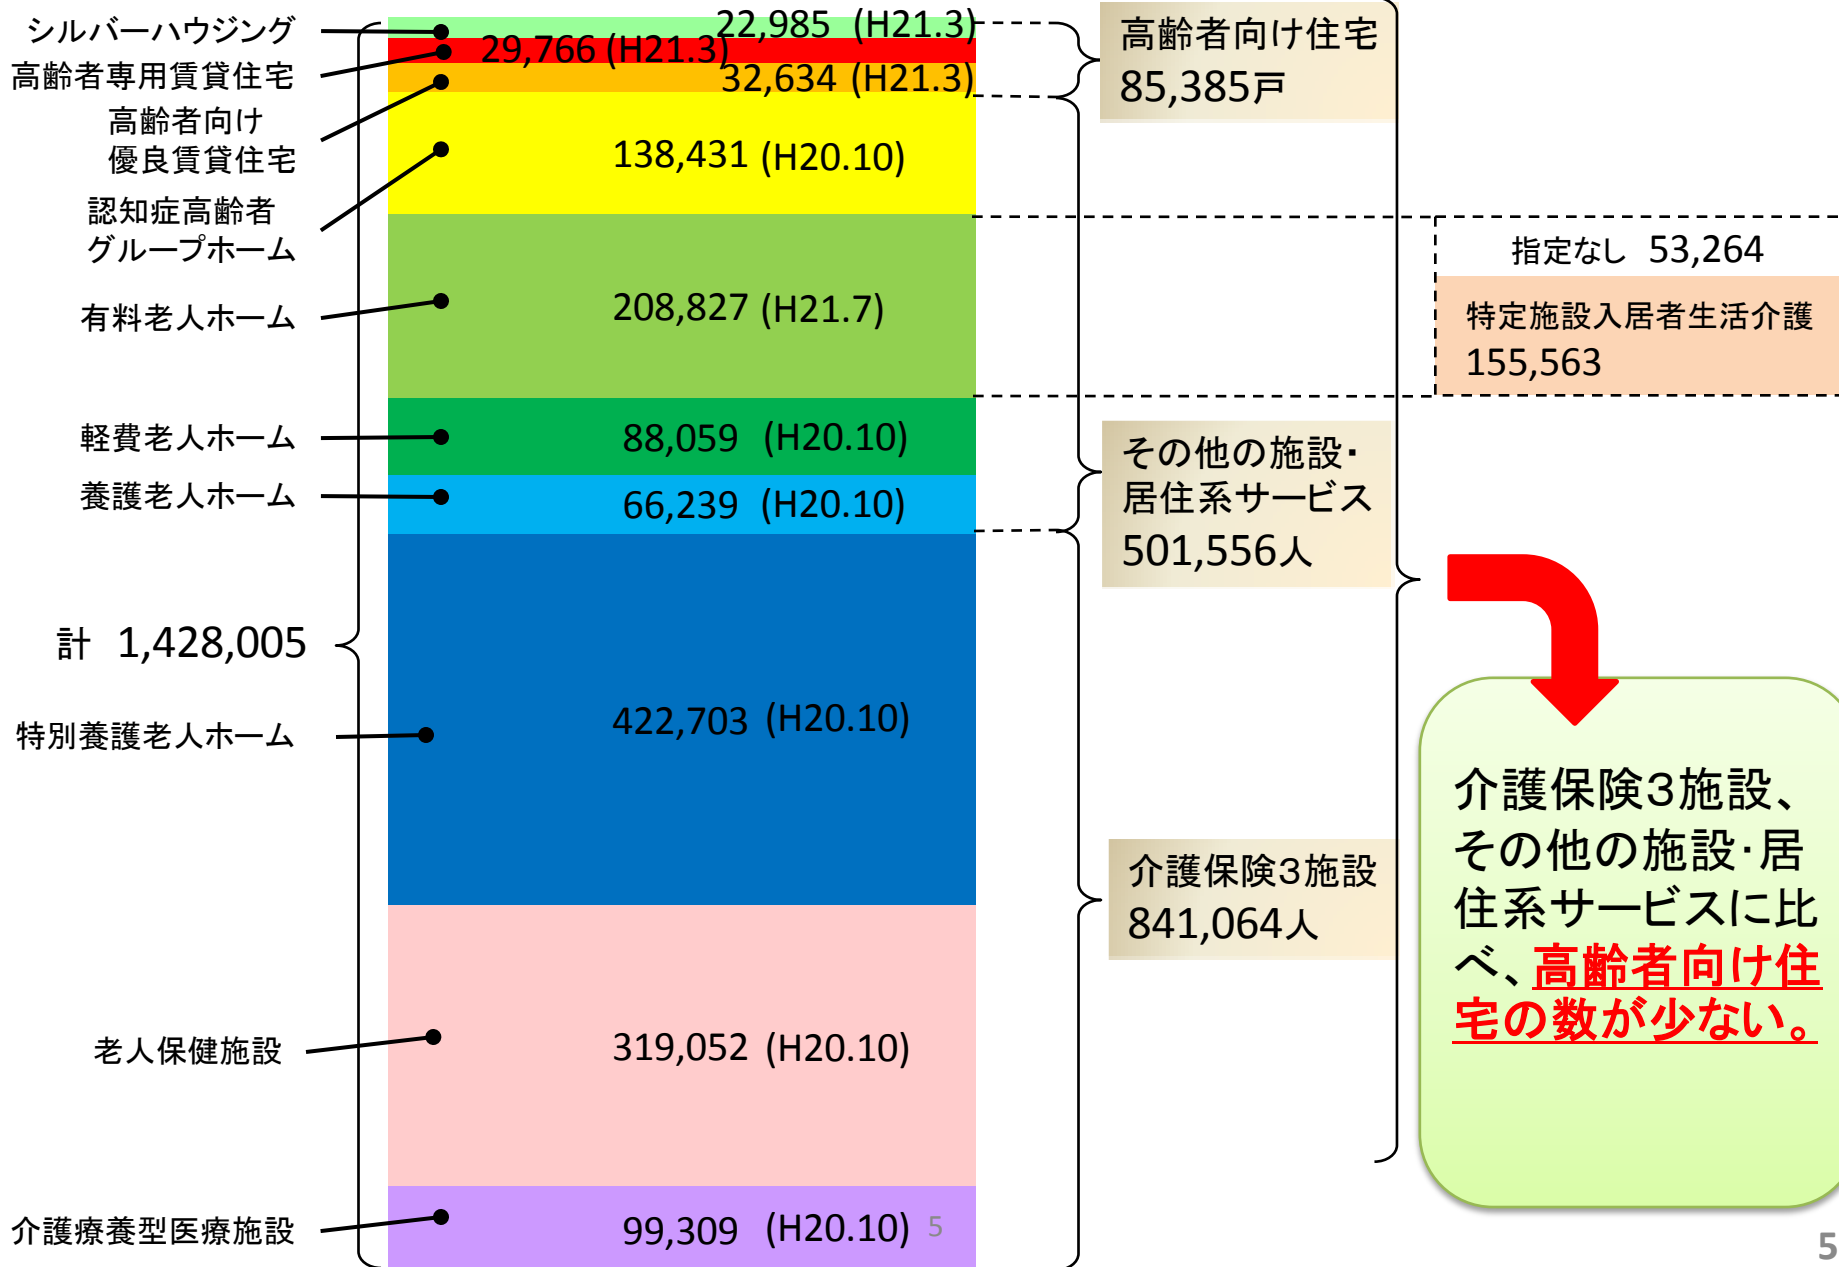 シルバーハウジング
22,985 (H21.3)
高齢者専用賃貸住宅
29,766 (H21.3)
高齢者向け
優良賃貸住宅
32,634 (H21.3)
認知症高齢者
グループホーム
138,431 (H20.10)
有料老人ホーム
208,827 (H21.7)
軽費老人ホーム
88,059 (H20.10)
養護老人ホーム
66,239 (H20.10)
計 1,428,005
特別養護老人ホーム
422,703 (H20.10)
老人保健施設
319,052 (H20.10)
介護療養型医療施設
99,309 (H20.10)
5
高齢者向け住宅
85,385戸
指定なし 53,264
特定施設入居者生活介護
155,563
その他の施設・
居住系サービス
501,556人
介護保険3施設
841,064人
介護保険3施設、
その他の施設・居
住系サービスに比
べ、高齢者向け住
宅の数が少ない。
5